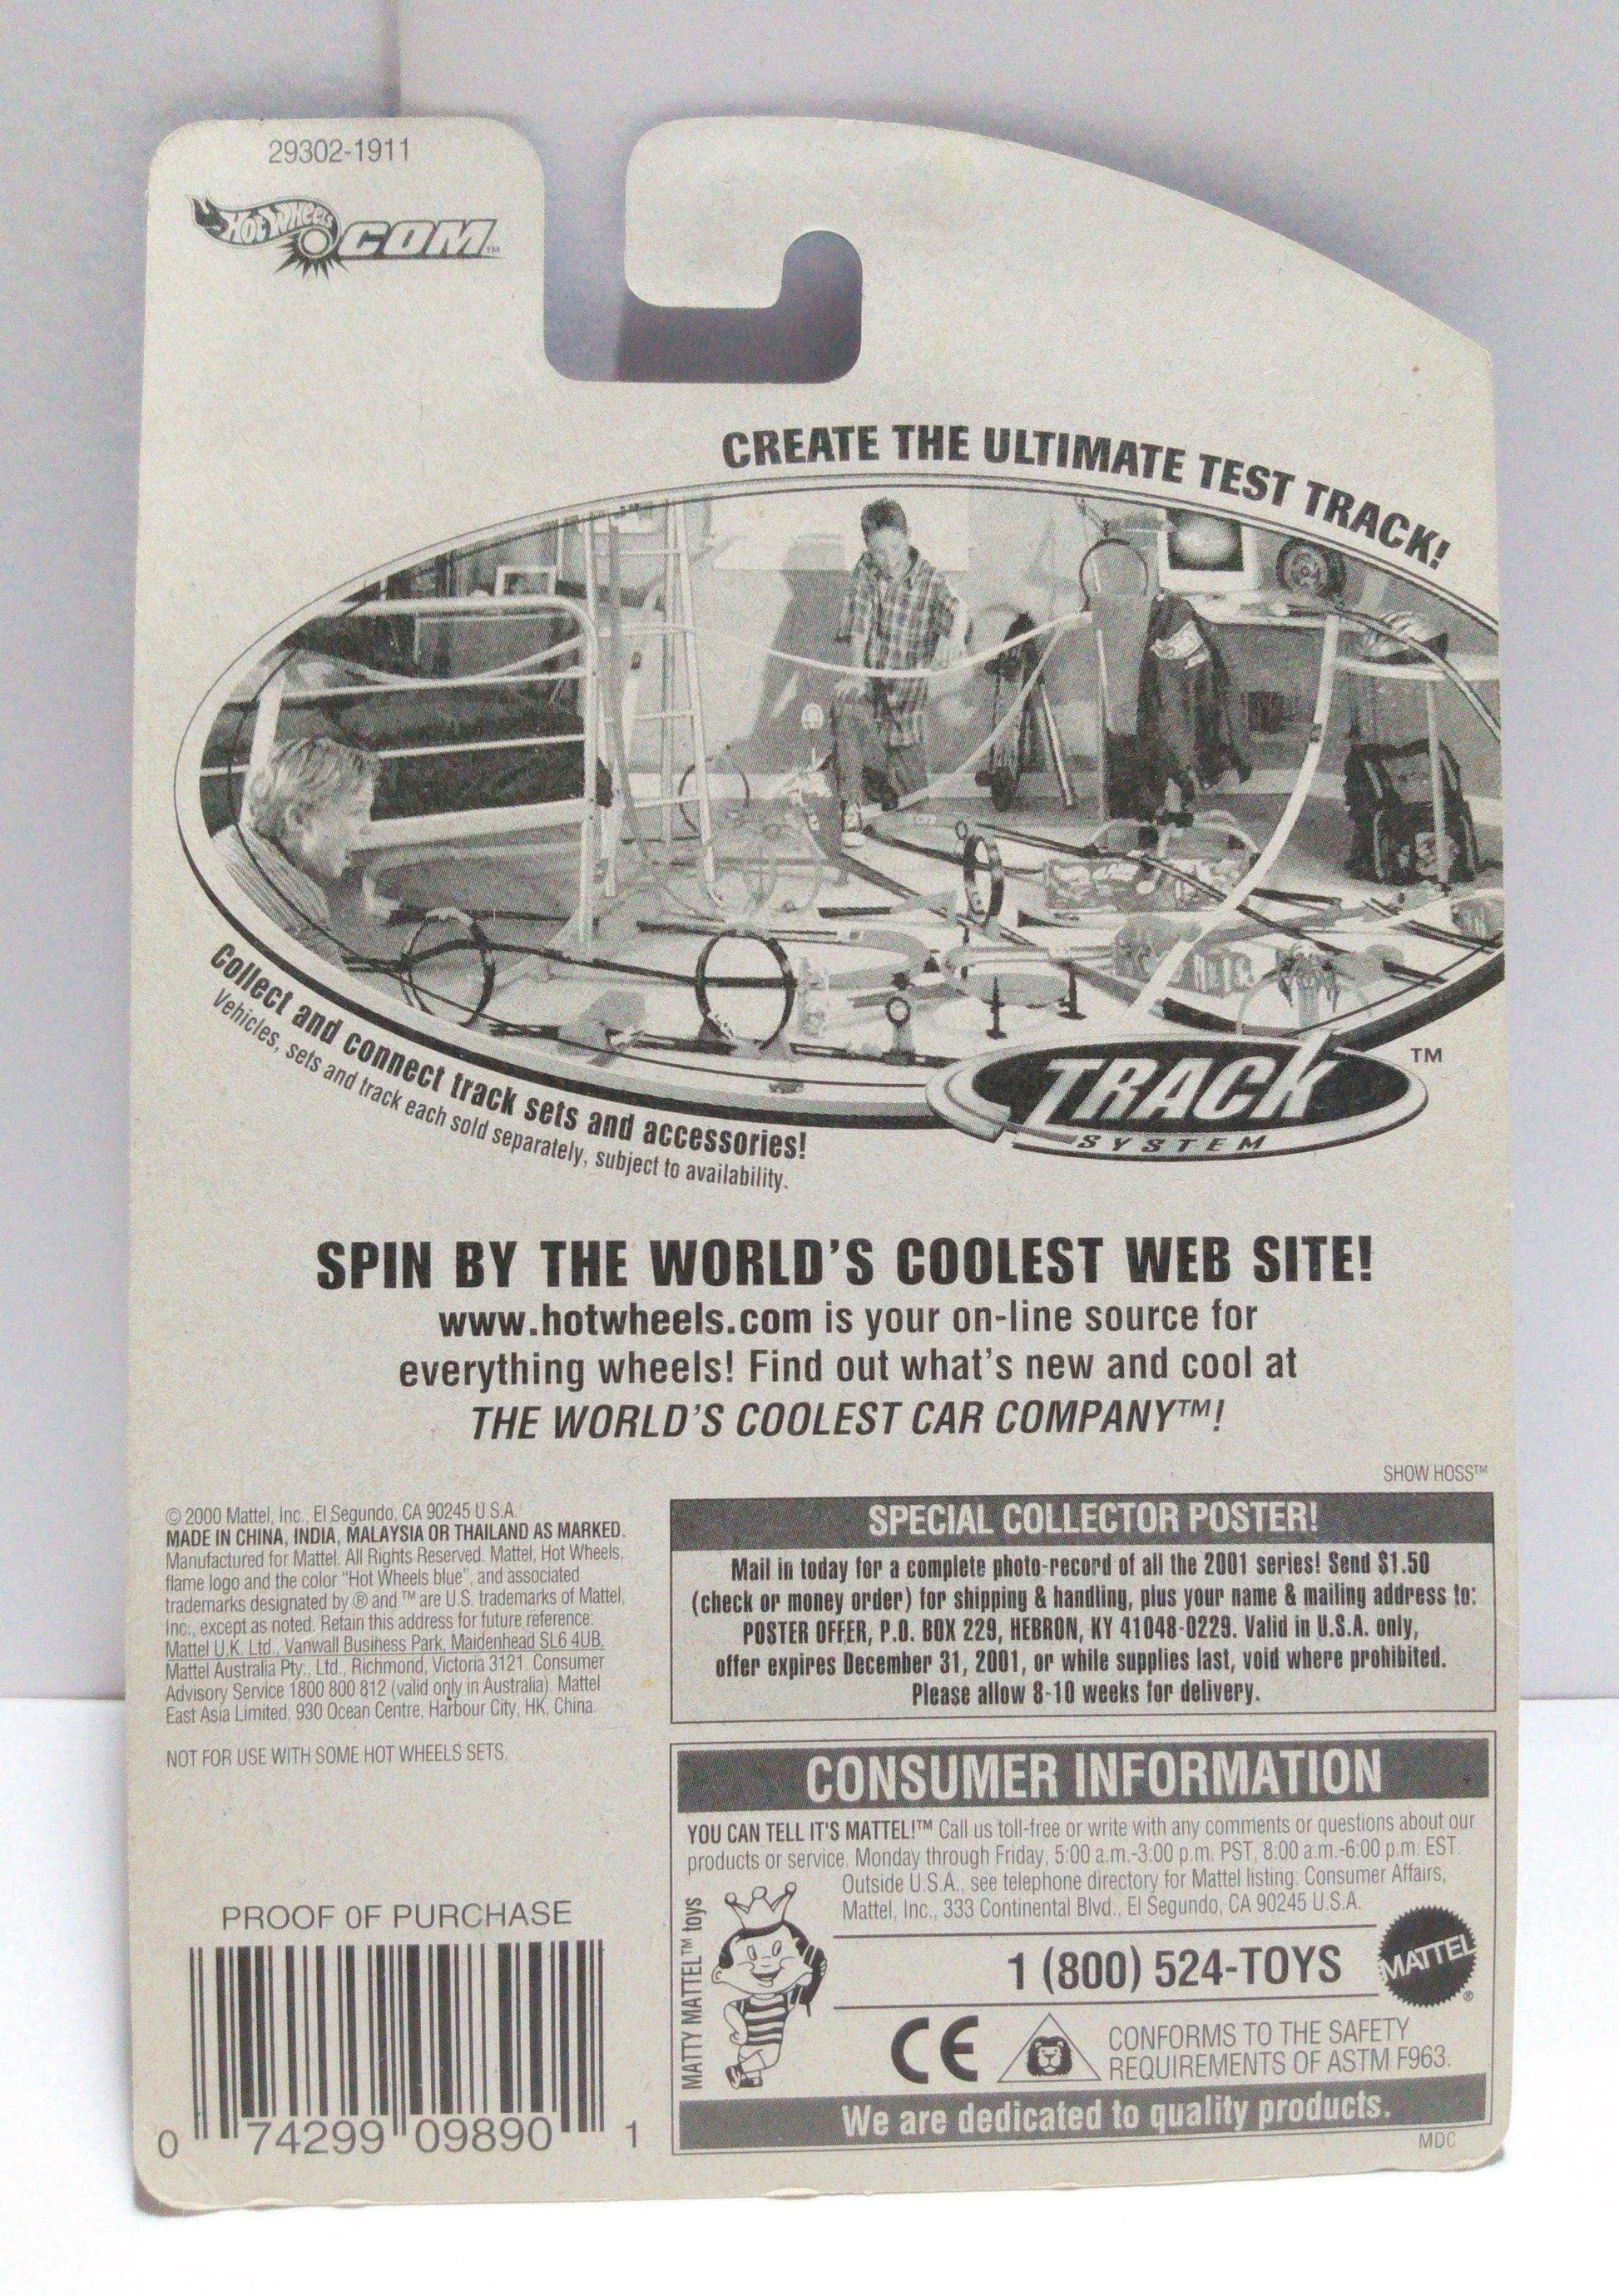 29302-1911
HOT WHEELS.COM™
CREATE THE ULTIMATE TEST TRACK!
Collect and connect track sets and accessories!
Vehicles, sets and track each sold separately, subject to availability.
TRACK™
SYSTEM
SPIN BY THE WORLD'S COOLEST WEB SITE!
www.hotwheels.com is your on-line source for
everything wheels! Find out what's new and cool at
THE WORLD'S COOLEST CAR COMPANY™!
SHOW HOSS™
© 2000 Mattel, Inc., El Segundo, CA 90245 U.S.A.
MADE IN CHINA, INDIA, MALAYSIA OR THAILAND AS MARKED.
Manufactured for Mattel. All Rights Reserved. Mattel, Hot Wheels,
flame logo and the color "Hot Wheels blue", and associated
trademarks designated by ® and ™ are U.S. trademarks of Mattel,
Inc., except as noted. Retain this address for future reference:
Mattel U.K. Ltd., Vanwall Business Park, Maidenhead SL6 4UB.
Mattel Australia Pty., Ltd., Richmond, Victoria 3121. Consumer
Advisory Service 1800 800 812 (valid only in Australia). Mattel
East Asia Limited, 930 Ocean Centre, Harbour City, HK, China.
NOT FOR USE WITH SOME HOT WHEELS SETS.
SPECIAL COLLECTOR POSTER!
Mail in today for a complete photo-record of all the 2001 series! Send $1.50
(check or money order) for shipping & handling, plus your name & mailing address to:
POSTER OFFER, P.O. BOX 229, HEBRON, KY 41048-0229. Valid in U.S.A. only,
offer expires December 31, 2001, or while supplies last, void where prohibited.
Please allow 8-10 weeks for delivery.
CONSUMER INFORMATION
YOU CAN TELL IT'S MATTEL!™ Call us toll-free or write with any comments or questions about our
products or service. Monday through Friday, 5:00 a.m.-3:00 p.m. PST, 8:00 a.m.-6:00 p.m. EST.
Outside U.S.A., see telephone directory for Mattel listing. Consumer Affairs,
Mattel, Inc., 333 Continental Blvd., El Segundo, CA 90245 U.S.A.
MATTY MATTEL™ toys
1 (800) 524-TOYS
MATTEL®
CE
CONFORMS TO THE SAFETY
REQUIREMENTS OF ASTM F963.
We are dedicated to quality products.
MDC
PROOF OF PURCHASE
0 74299 09890 1